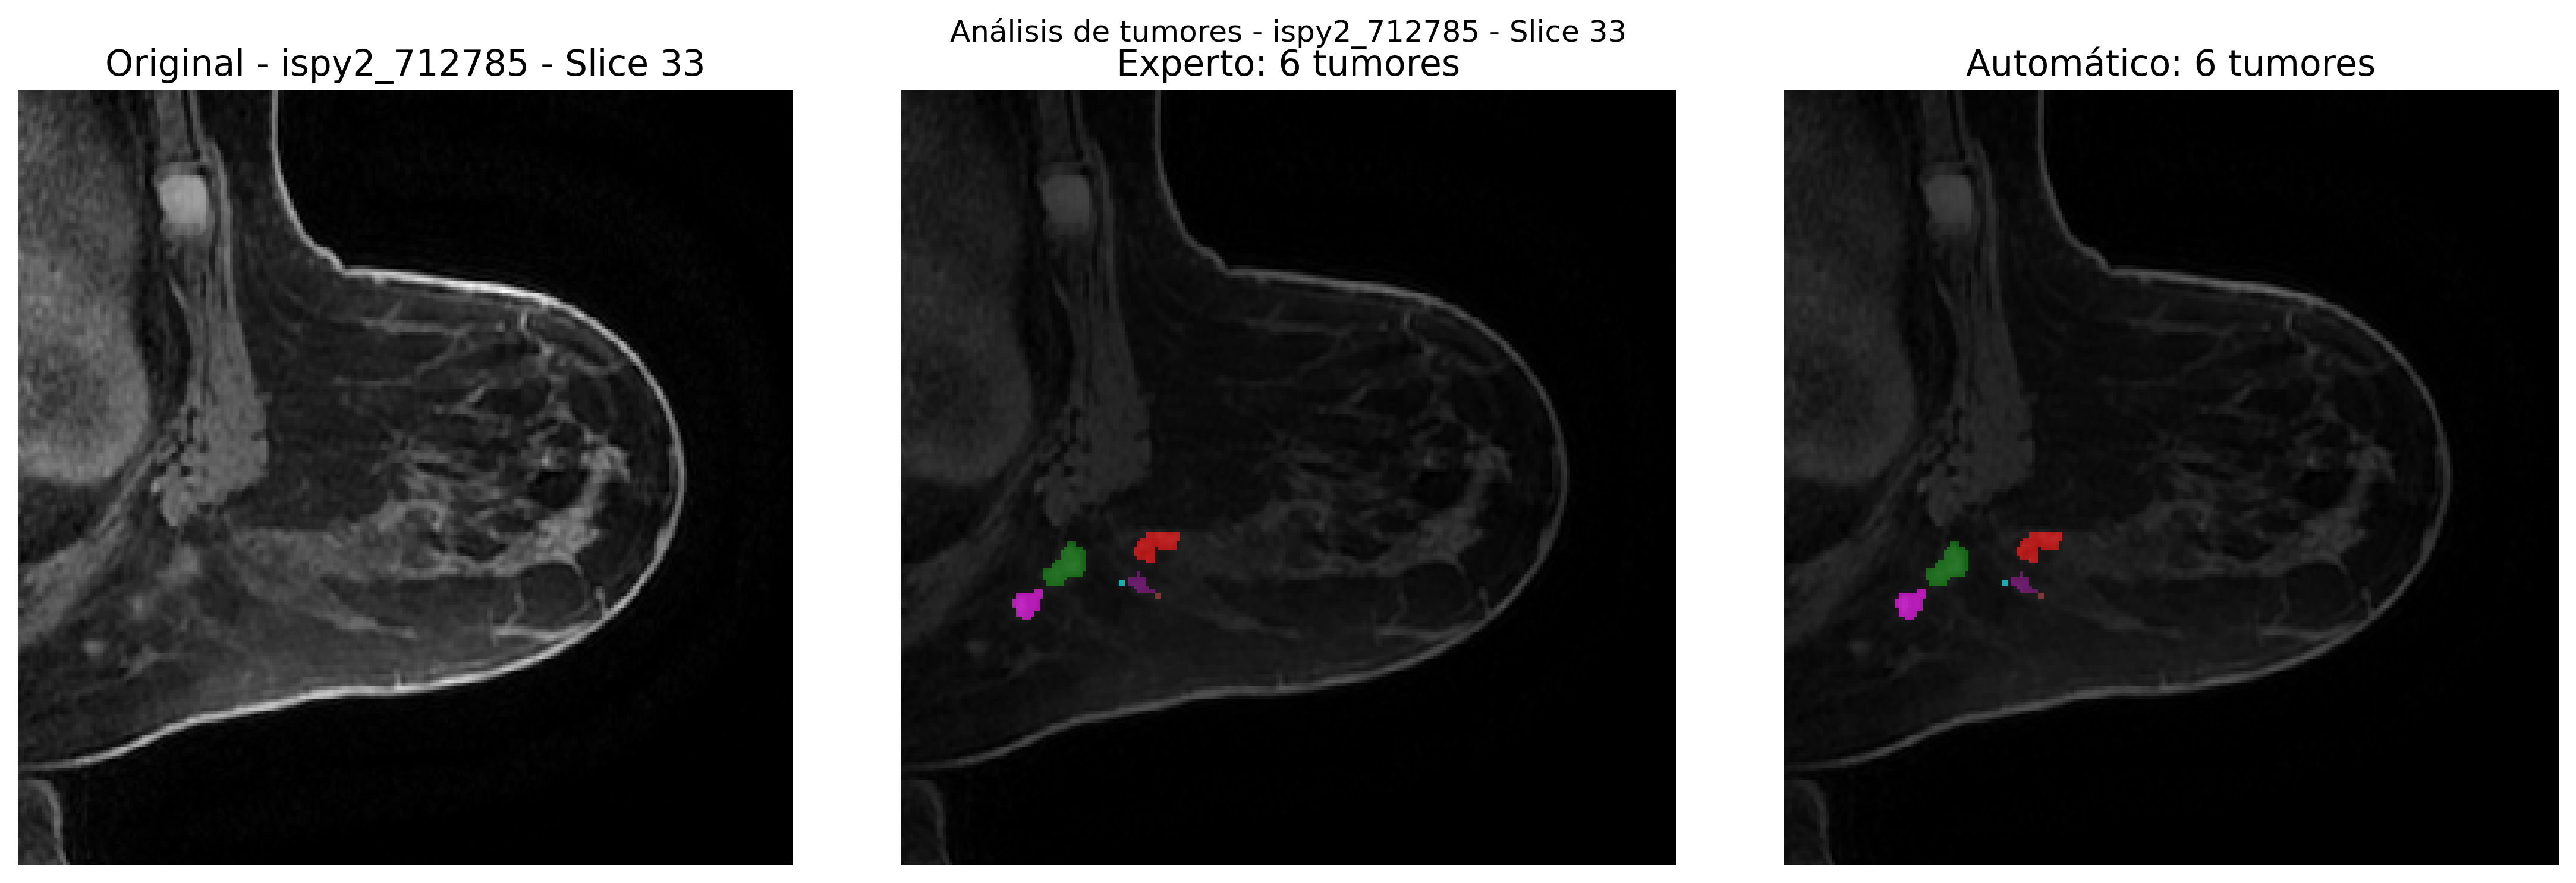 Análisis de tumores - ispy2_712785 - Slice 33
Original - ispy2_712785 - Slice 33
Experto: 6 tumores
Automático: 6 tumores